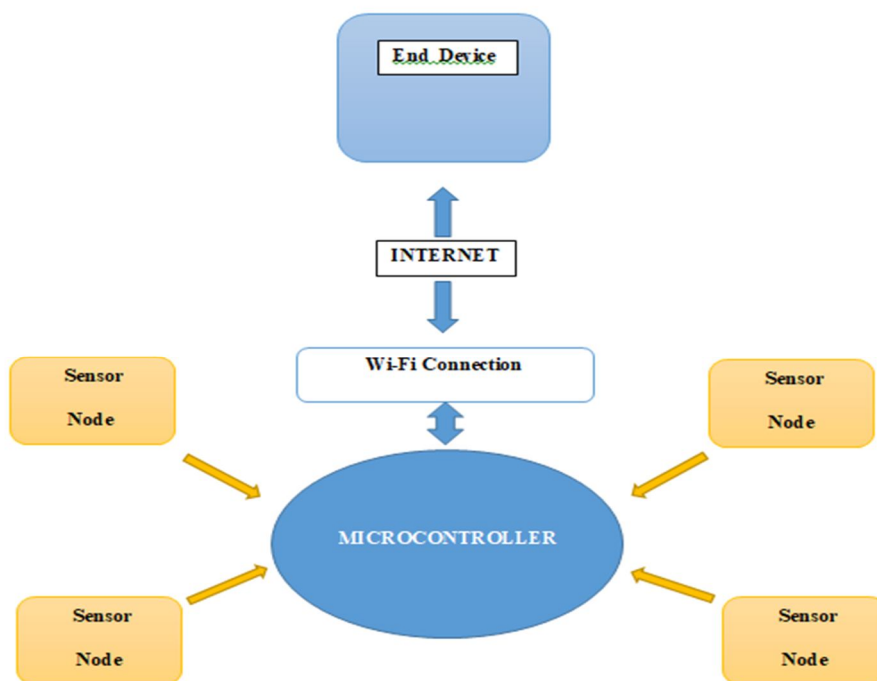 End Device
INTERNET
Wi-Fi Connection
Sensor
Node
Sensor
Node
MICROCONTROLLER
Sensor
Node
Sensor
Node